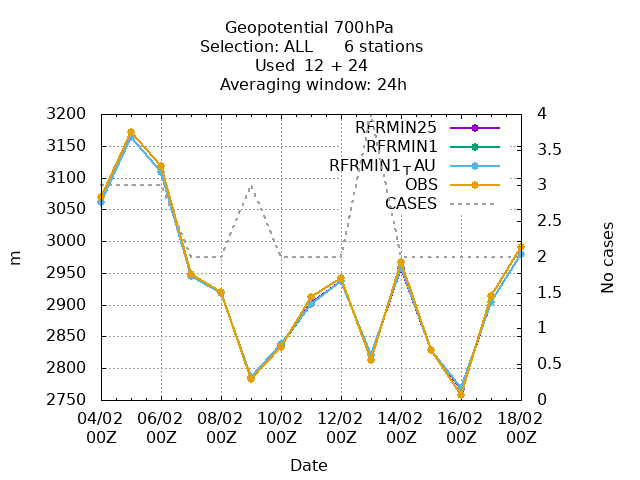 Geopotential 700hPa
Selection: ALL      6 stations
Used  12 + 24
Averaging window: 24h
3200
3150
3100
3050
3000
2950
2900
2850
2800
2750
m
4
3.5
3
2.5
2
1.5
1
0.5
0
No cases
RFRMIN25
RFRMIN1
RFRMIN1_AU
OBS
CASES
04/02 06/02 08/02 10/02 12/02 14/02 16/02 18/02
00Z 00Z 00Z 00Z 00Z 00Z 00Z 00Z
Date